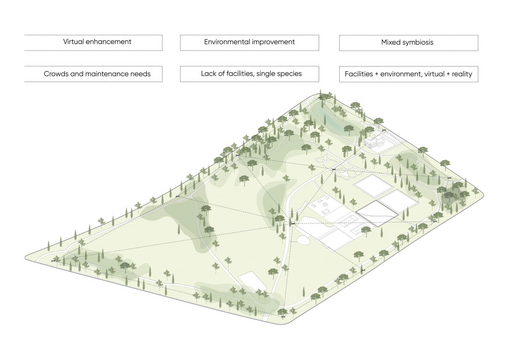 Virtual enhancement
Environmental improvement
Mixed symbiosis
Crowds and maintenance needs
Lack of facilities, single species
Facilities + environment, virtual + reality